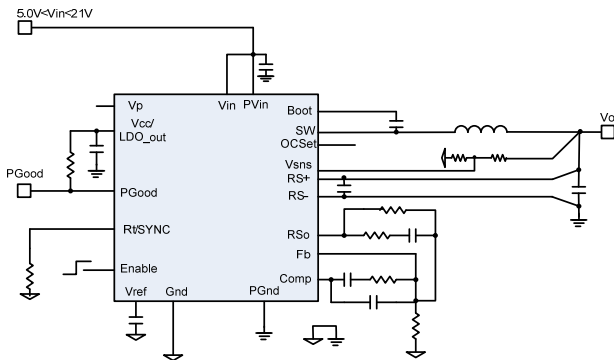 5.0V<Vin<21V
Vin
PVin
Vp
Boot
Vcc/
LDO_out
SW
Vo
OCSet
Vsns
PGood
PGood
RS+
RS-
Rt/SYNC
RSo
Fb
Enable
Comp
Vref
Gnd
PGnd